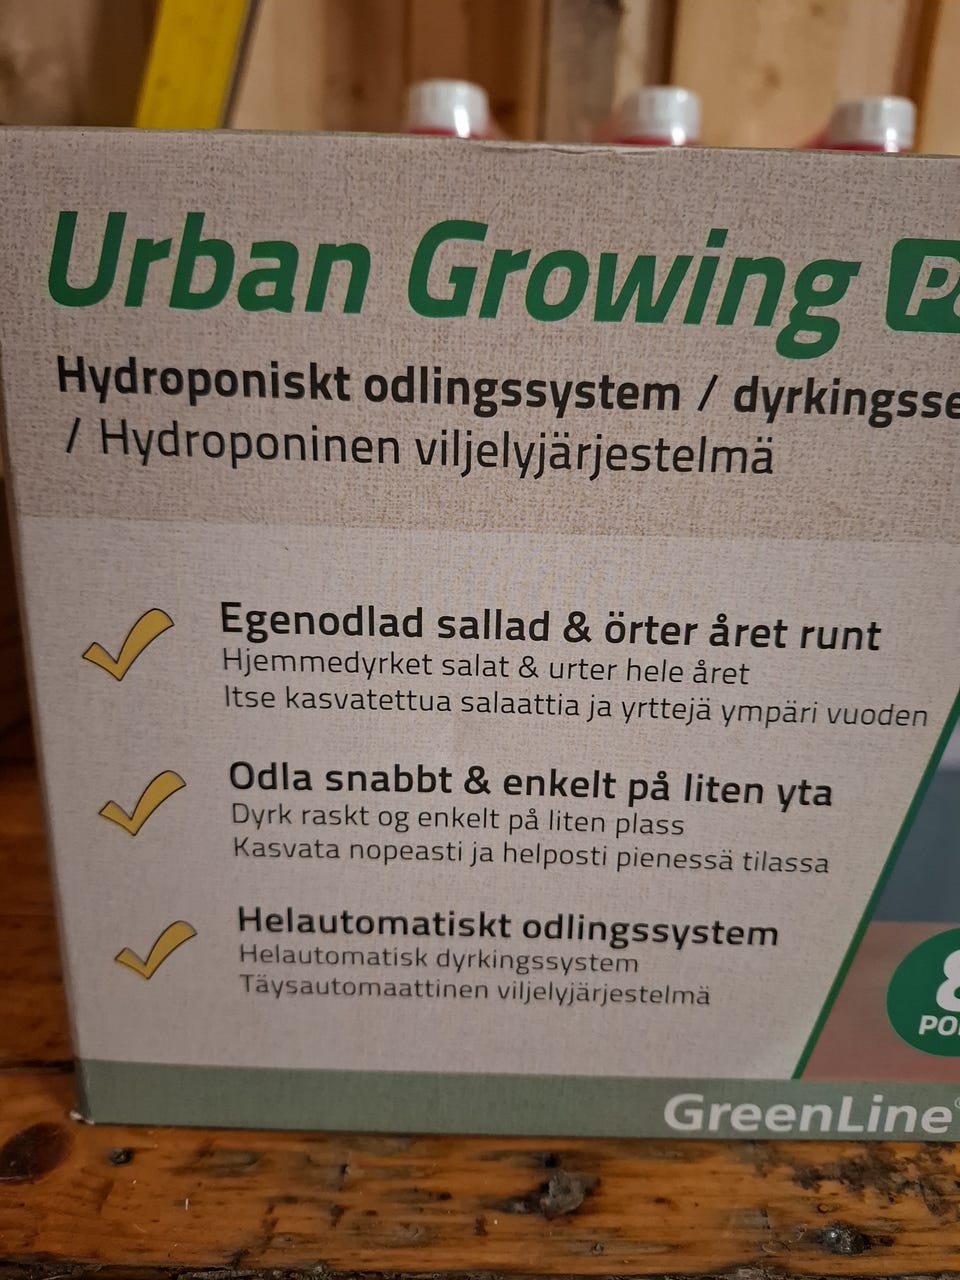 Urban Growing
Hydroponiskt odlingssystem /
/ Hydroponinen viljelyjärjestelmä
Egenodlad sallad & örter året runt
Hjemmedyrket salat & urter hele året
Itse kasvatettua salaattia ja yrttejä ympäri vuoden
Odla snabbt & enkelt på liten yta
Dyrk raskt og enkelt på liten plass
Kasvata nopeasti ja helposti pienessä tilassa
Helautomatiskt odlingssystem
Helautomatisk dyrkingssystem
Täysautomaattinen viljelyjärjestelmä
GreenLine